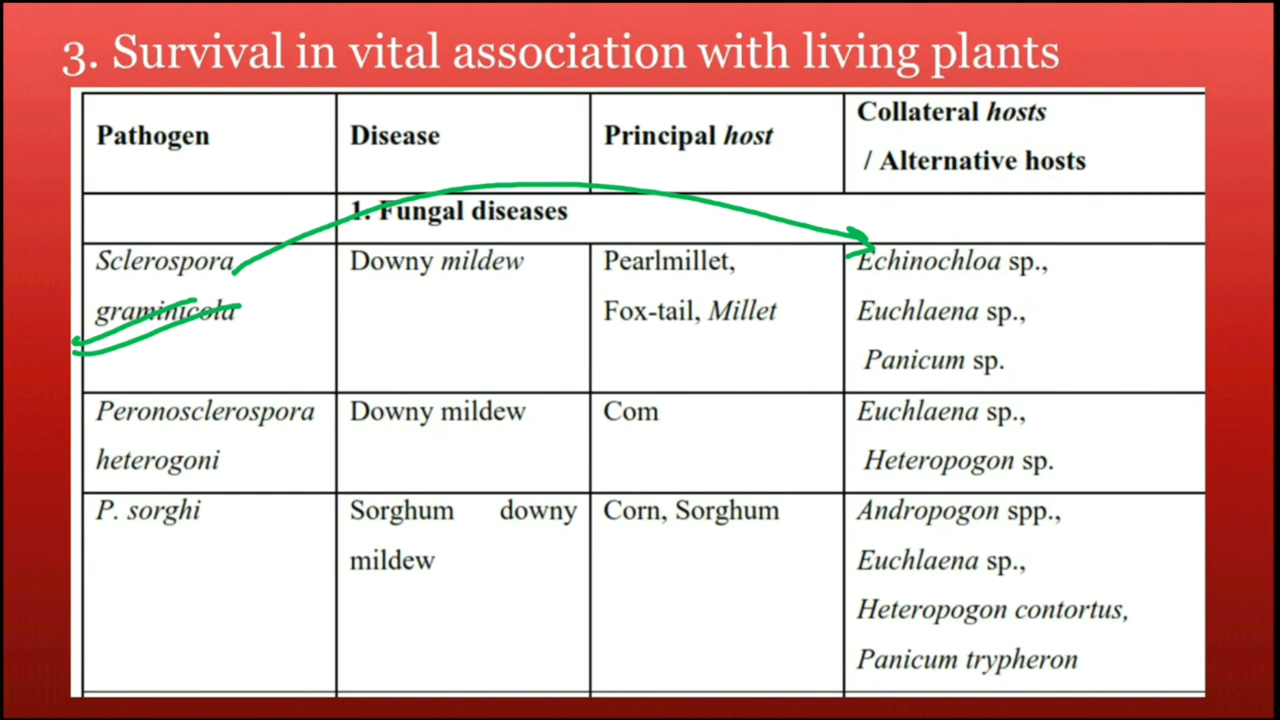 3. Survival in vital association with living plants
Pathogen
Disease
Principal host
Collateral hosts
/ Alternative hosts
1. Fungal diseases
Sclerospora
graminicola
Downy mildew
Pearlmillet,
Fox-tail, Millet
Echinochloa sp.,
Euchlaena sp.,
Panicum sp.
Peronosclerospora
heterogoni
Downy mildew
Com
Euchlaena sp.,
Heteropogon sp.
P. sorghi
Sorghum downy
mildew
Corn, Sorghum
Andropogon spp.,
Euchlaena sp.,
Heteropogon contortus,
Panicum trypheron